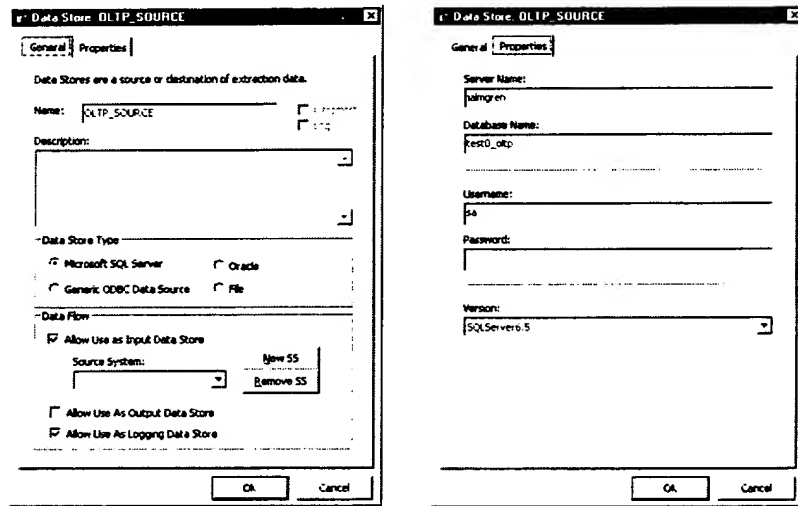 Data Store: OLTP_SOURCE
General Properties
Data Stores are a source or destination of extraction data.
Name: OLTP_SOURCE
Description:
Data Store Type
Microsoft SQL Server Oracle
Generic ODBC Data Source File
Data Flow
Allow Use as Input Data Store
Source System: New SS
Remove SS
Allow Use As Output Data Store
Allow Use As Logging Data Store
Ok Cancel
Data Store: OLTP_SOURCE
General Properties
Server Name:
Database Name:
test0_oltp
Username:
sa
Password:
Version:
SQLServer6.5
Ok Cancel